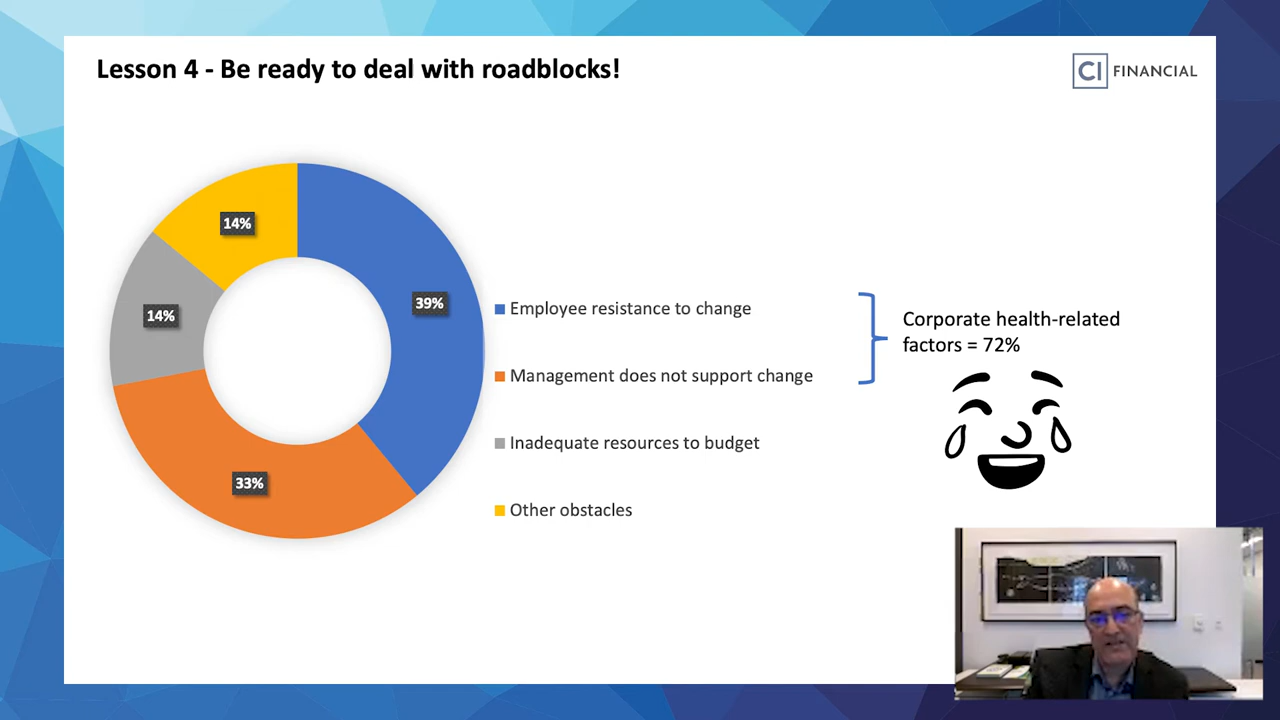 Lesson 4 - Be ready to deal with roadblocks!
CI FINANCIAL
14%
39%
14%
33%
Employee resistance to change
Management does not support change
Inadequate resources to budget
Other obstacles
Corporate health-related
factors = 72%